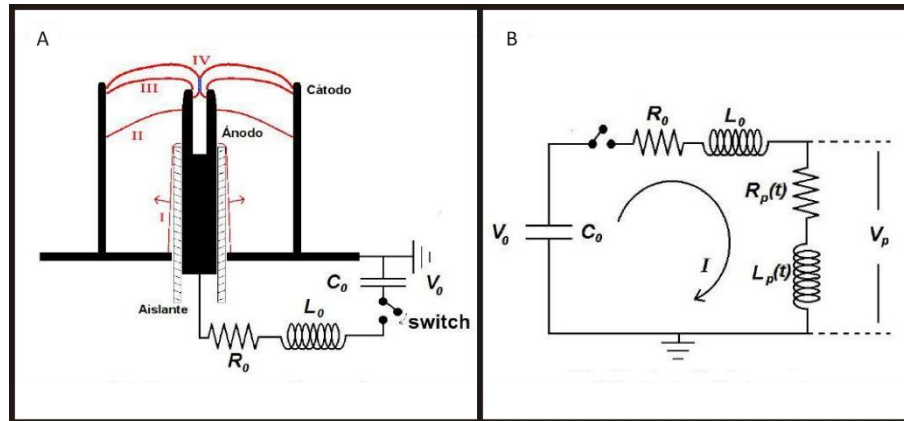 A
IV
III
Cátodo
II
Ánodo
I
Aislante
C₀
V₀
L₀
switch
R₀
B
R₀
L₀
Rₚ(t)
V₀
C₀
Vₚ
I
Lₚ(t)